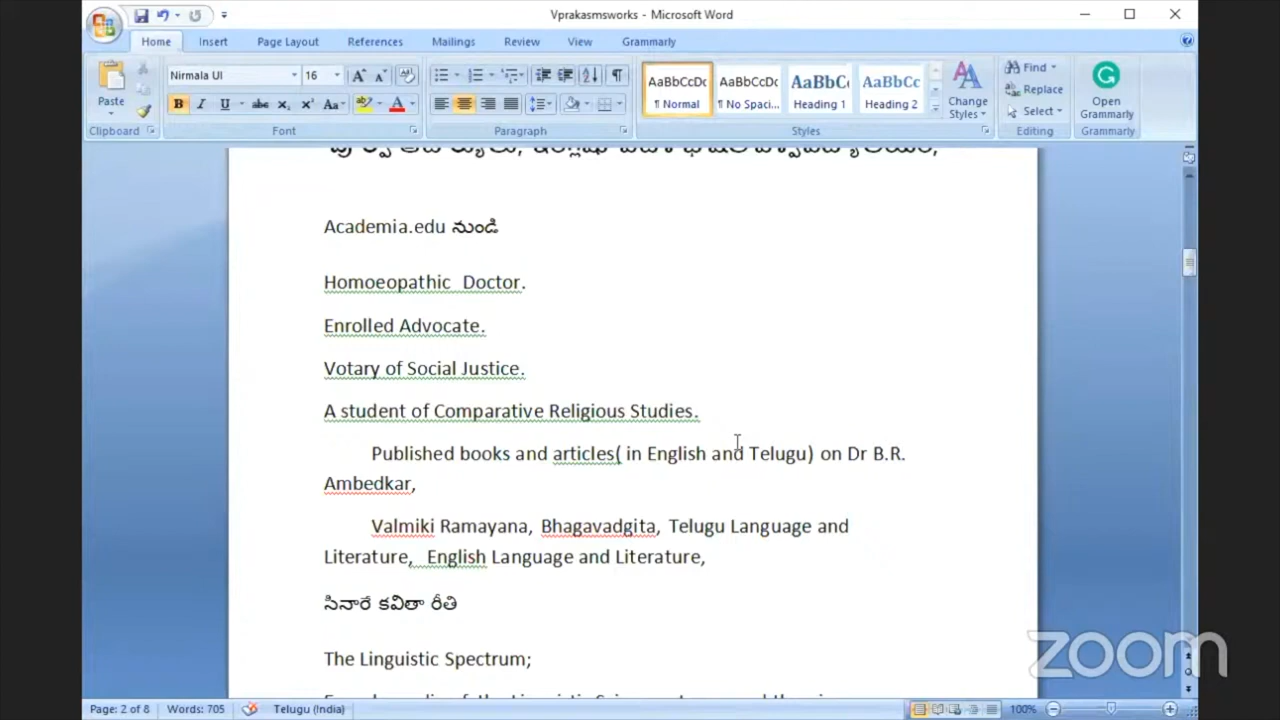 Vprakasmsworks - Microsoft Word
Home Insert Page Layout References Mailings Review View Grammarly
Nirmala UI 16
AaBbCcDc AaBbCcDc AaBbC AaBbCc
Paste
¶ Normal ¶ No Spaci... Heading 1 Heading 2
Change Styles
Find
Replace
Select
Open Grammarly
Clipboard Font Paragraph Styles Editing Grammarly
Academia.edu నుండి
Homoeopathic Doctor.
Enrolled Advocate.
Votary of Social Justice.
A student of Comparative Religious Studies.
Published books and articles( in English and Telugu) on Dr B.R.
Ambedkar,
Valmiki Ramayana, Bhagavadgita, Telugu Language and
Literature, English Language and Literature,
సినారే కవితా రీతి
The Linguistic Spectrum;
zoom
Page: 2 of 8 Words: 705 Telugu (India) 100%